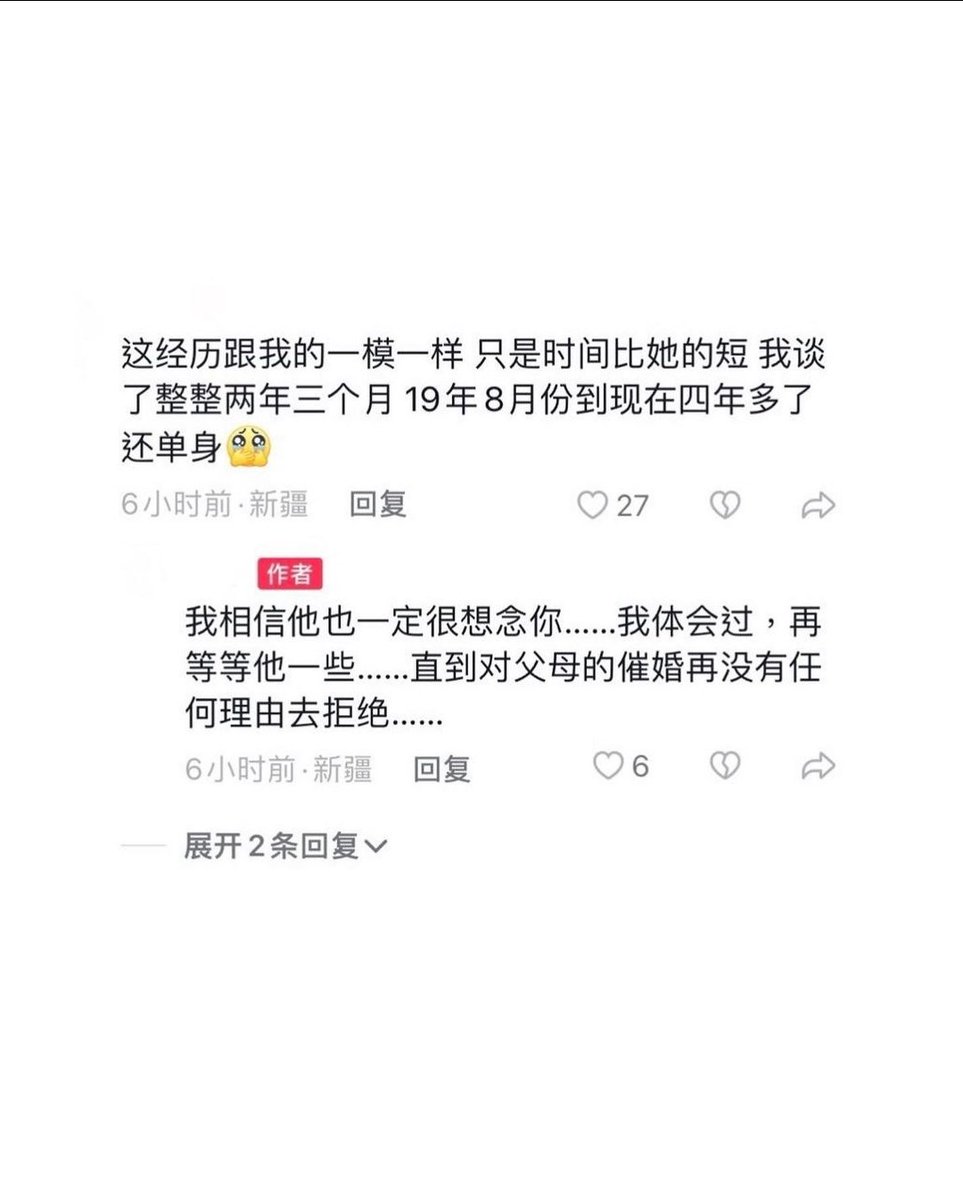 这经历跟我的一模一样 只是时间比她的短 我谈
了整整两年三个月 19年8月份到现在四年多了
还单身🥹
6小时前·新疆 回复 27
作者
我相信他也一定很想念你......我体会过，再
等等他一些......直到对父母的催婚再没有任
何理由去拒绝......
6小时前·新疆 回复 6
展开2条回复